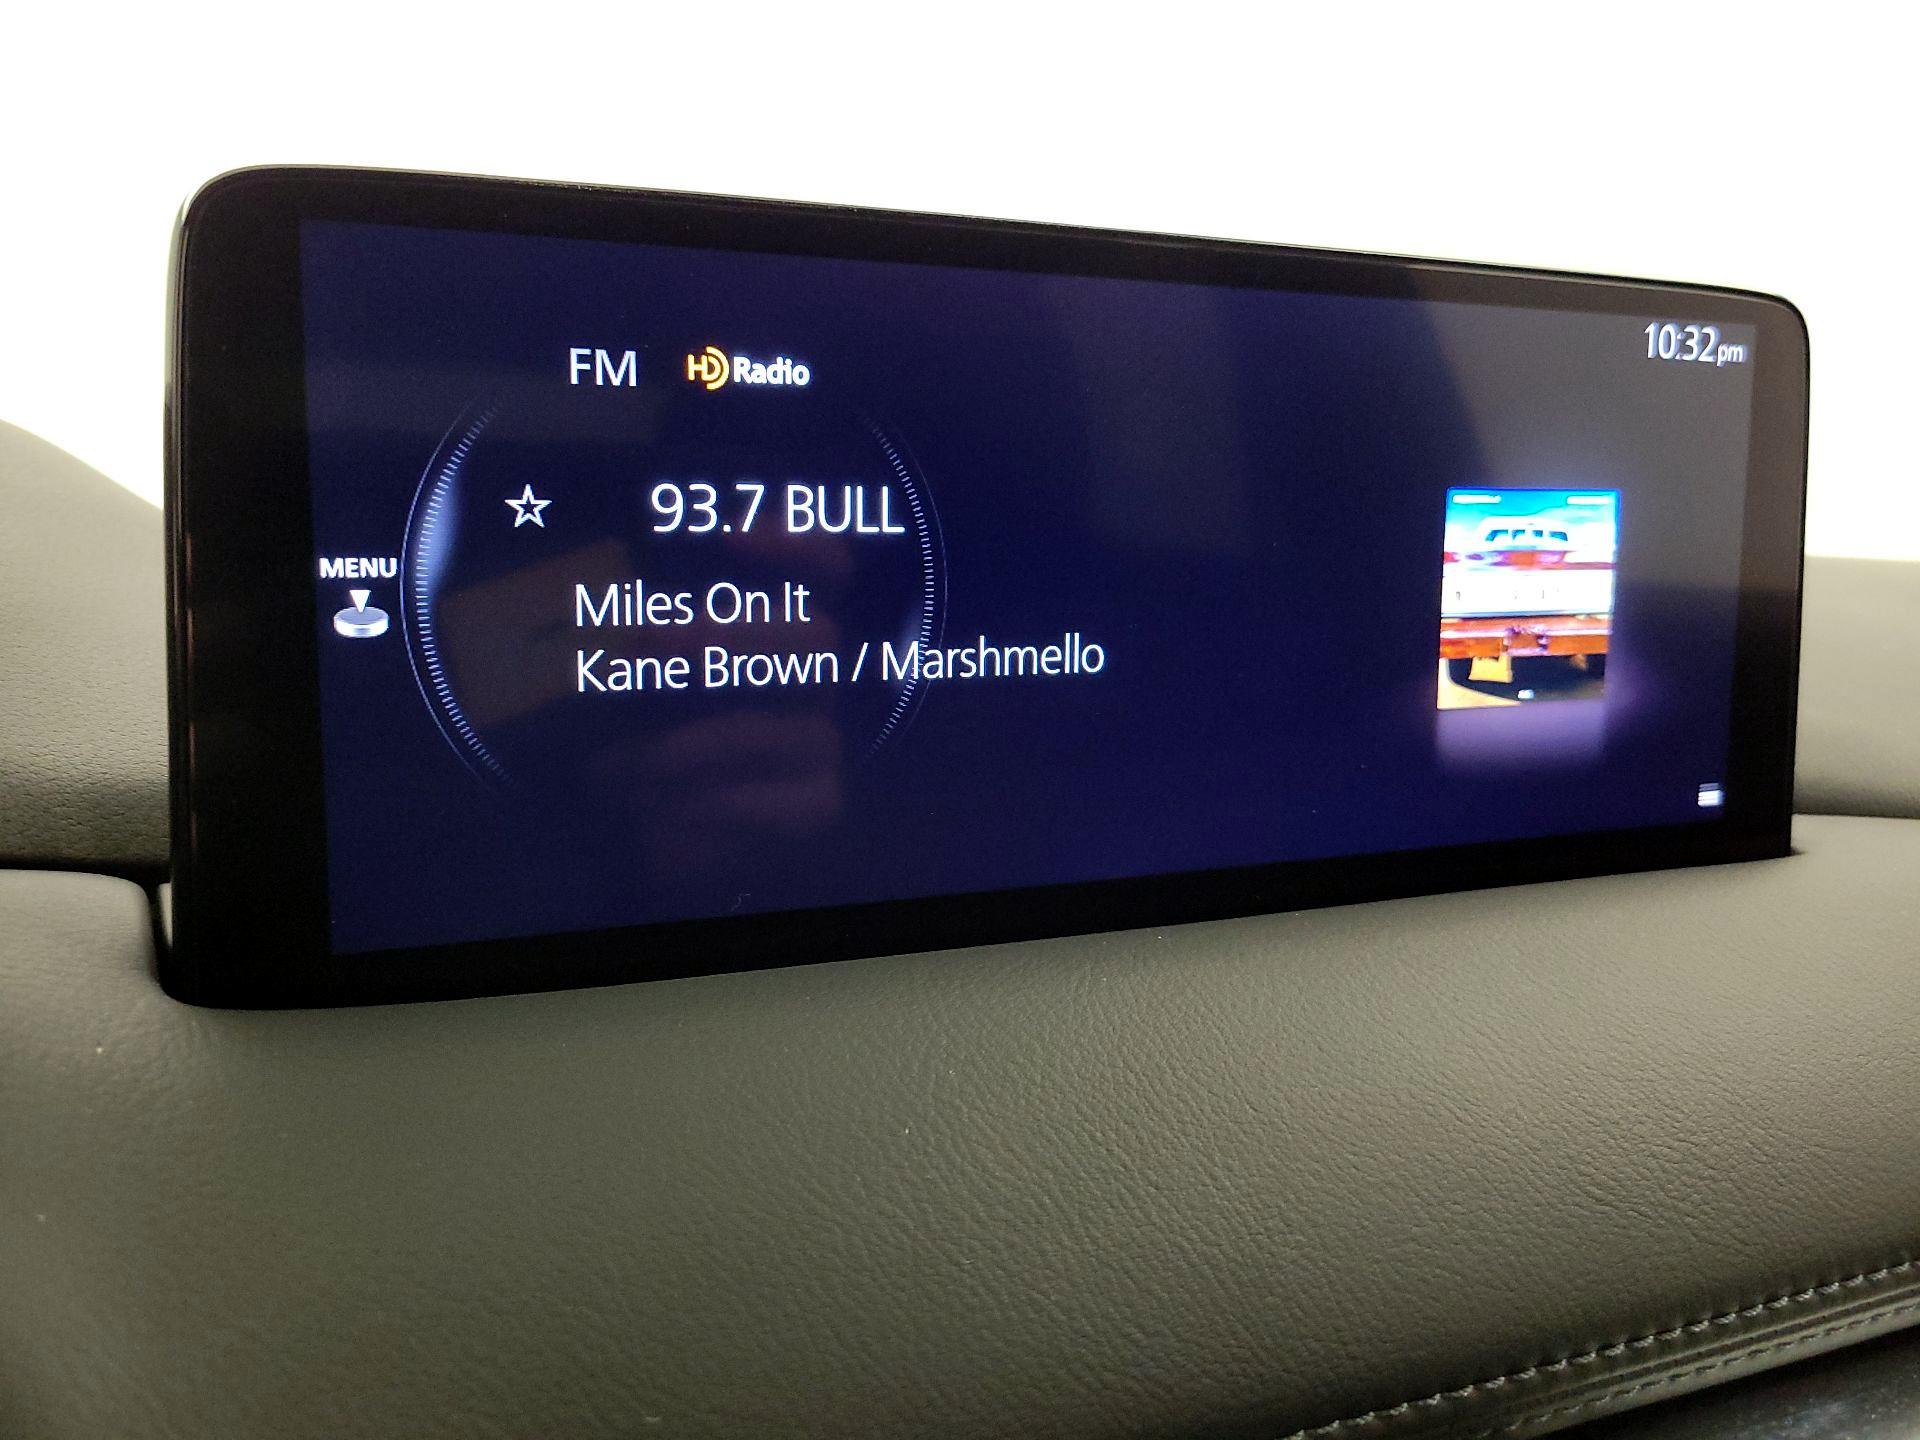 10:32pm
FM HD Radio
93.7 BULL
MENU
Miles On It
Kane Brown / Marshmello